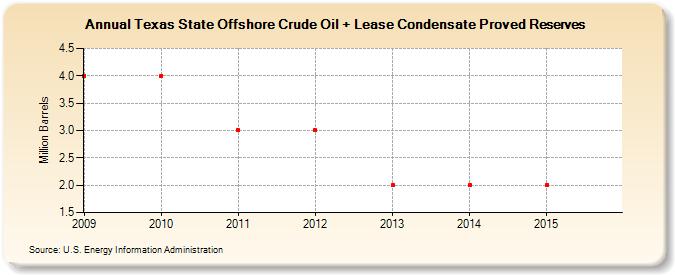 Annual Texas State Offshore Crude Oil + Lease Condensate Proved Reserves
Million Barrels
4.5
4.0
3.5
3.0
2.5
2.0
1.5
2009 2010 2011 2012 2013 2014 2015
Source: U.S. Energy Information Administration